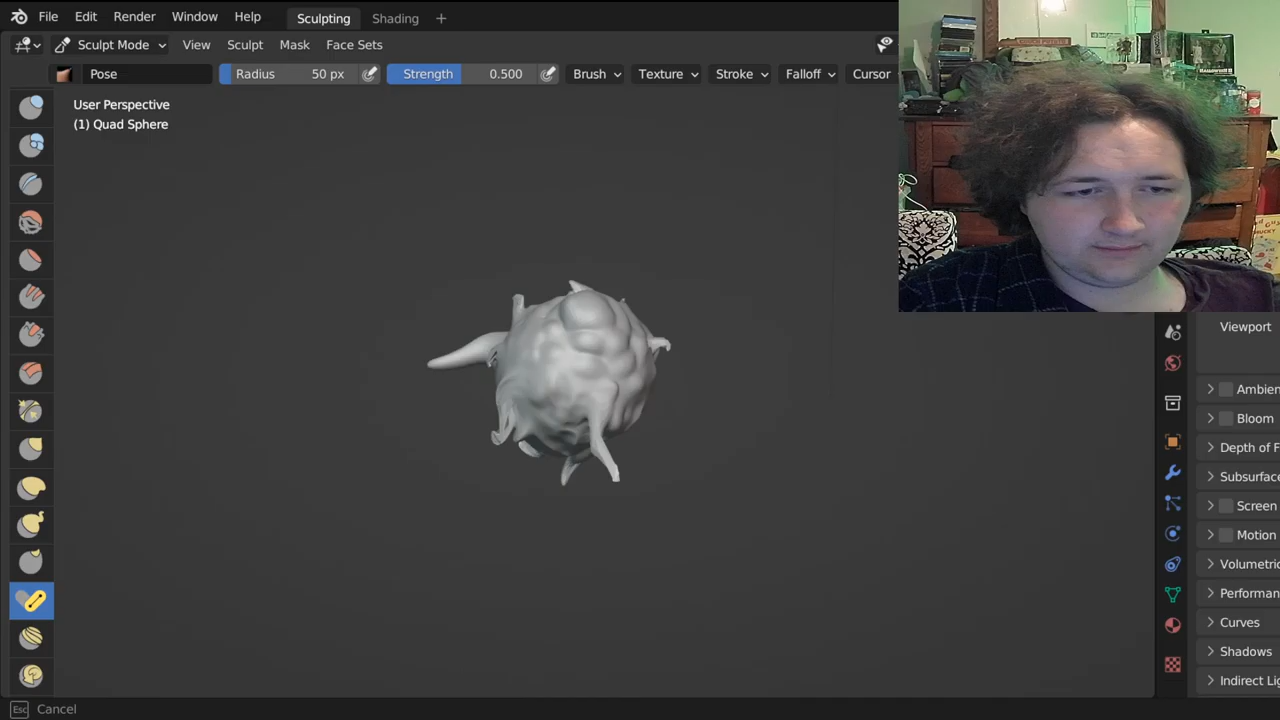 File Edit Render Window Help Sculpting Shading +
Sculpt Mode View Sculpt Mask Face Sets
Pose Radius 50 px Strength 0.500 Brush Texture Stroke Falloff Cursor
User Perspective
(1) Quad Sphere
Viewport
Ambien
Bloom
Depth of F
Subsurfac
Screen
Motion
Volumetric
Performan
Curves
Shadows
Indirect Lig
Esc Cancel